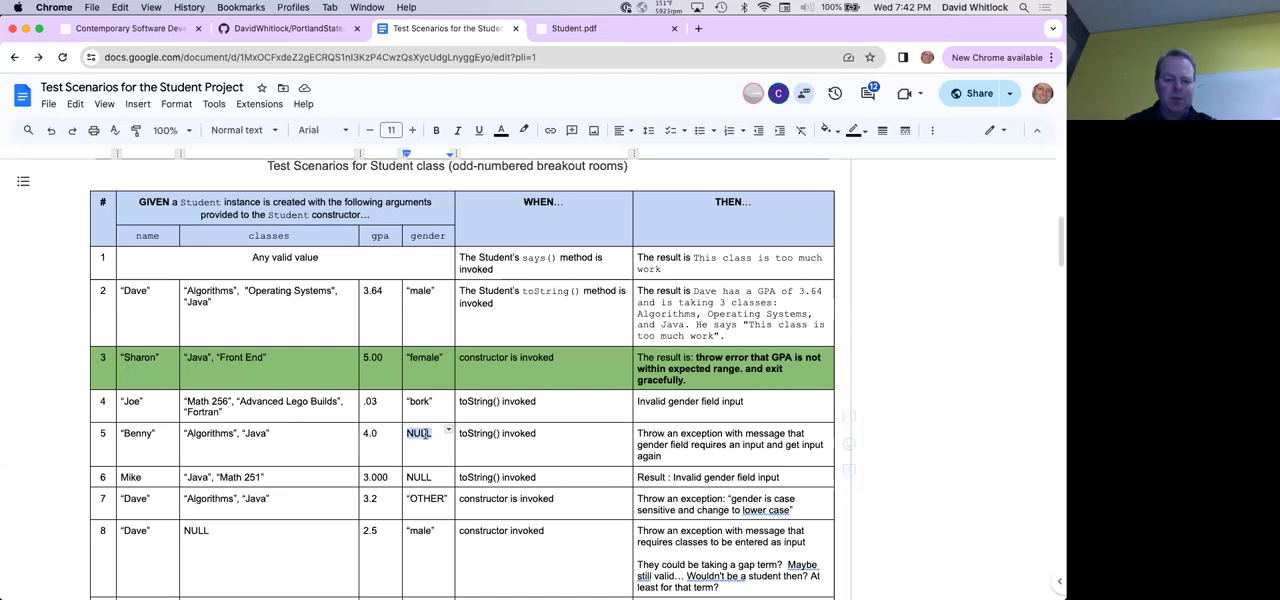 Chrome File Edit View History Bookmarks Profiles Tab Window Help 151°F 5923rpm 100% Wed 7:42 PM David Whitlock
Contemporary Software Deve DavidWhitlock/PortlandState Test Scenarios for the Studen Student.pdf
docs.google.com/document/d/1MxOCFxdeZ2gECRQS1nI3KzP4CwzQsXycUdgLnyggEyo/edit?pli=1 New Chrome available
Test Scenarios for the Student Project
File Edit View Insert Format Tools Extensions Help
C 12 Share
100% Normal text Arial 11
Test Scenarios for Student class (odd-numbered breakout rooms)
# GIVEN a Student instance is created with the following arguments WHEN... THEN...
provided to the Student constructor...
name classes gpa gender
1 Any valid value The Student's says() method is The result is This class is too much
invoked work
2 "Dave" "Algorithms", "Operating Systems", 3.64 "male" The Student's toString() method is The result is Dave has a GPA of 3.64
"Java" invoked and is taking 3 classes:
Algorithms, Operating Systems,
and Java. He says "This class is
too much work".
3 "Sharon" "Java", "Front End" 5.00 "female" constructor is invoked The result is: throw error that GPA is not
within expected range. and exit
gracefully.
4 "Joe" "Math 256", "Advanced Lego Builds", .03 "bork" toString() invoked Invalid gender field input
"Fortran"
5 "Benny" "Algorithms", "Java" 4.0 NULL toString() invoked Throw an exception with message that
gender field requires an input and get input
again
6 Mike "Java", "Math 251" 3.000 NULL toString() invoked Result : Invalid gender field input
7 "Dave" "Algorithms", "Java" 3.2 "OTHER" constructor is invoked Throw an exception: "gender is case
sensitive and change to lower case"
8 "Dave" NULL 2.5 "male" constructor invoked Throw an exception with message that
requires classes to be entered as input
They could be taking a gap term? Maybe
still valid... Wouldn't be a student then? At
least for that term?